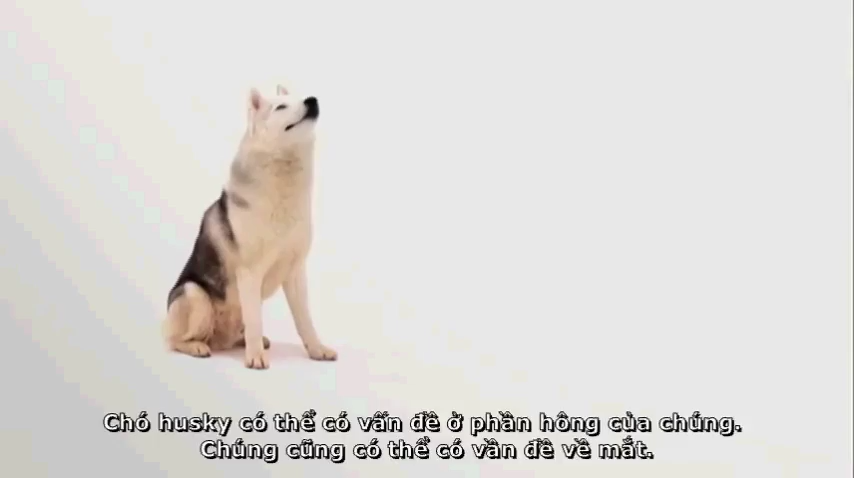 Chó husky có thể có vấn đề ở phần hông của chúng.
Chúng cũng có thể có vần đề về mắt.